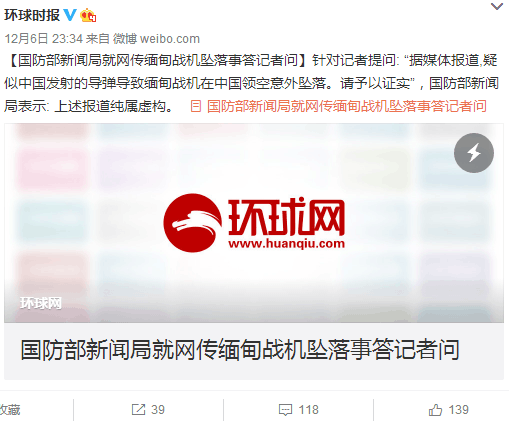 环球时报
12月6日 23:34 来自 微博 weibo.com
【国防部新闻局就网传缅甸战机坠落事答记者问】针对记者提问: “据媒体报道,疑
似中国发射的导弹导致缅甸战机在中国领空意外坠落。请予以证实”，国防部新闻
局表示: 上述报道纯属虚构。 国防部新闻局就网传缅甸战机坠落事答记者问
环球网
www.huanqiu.com
环球网
国防部新闻局就网传缅甸战机坠落事答记者问
收藏 39 118 139